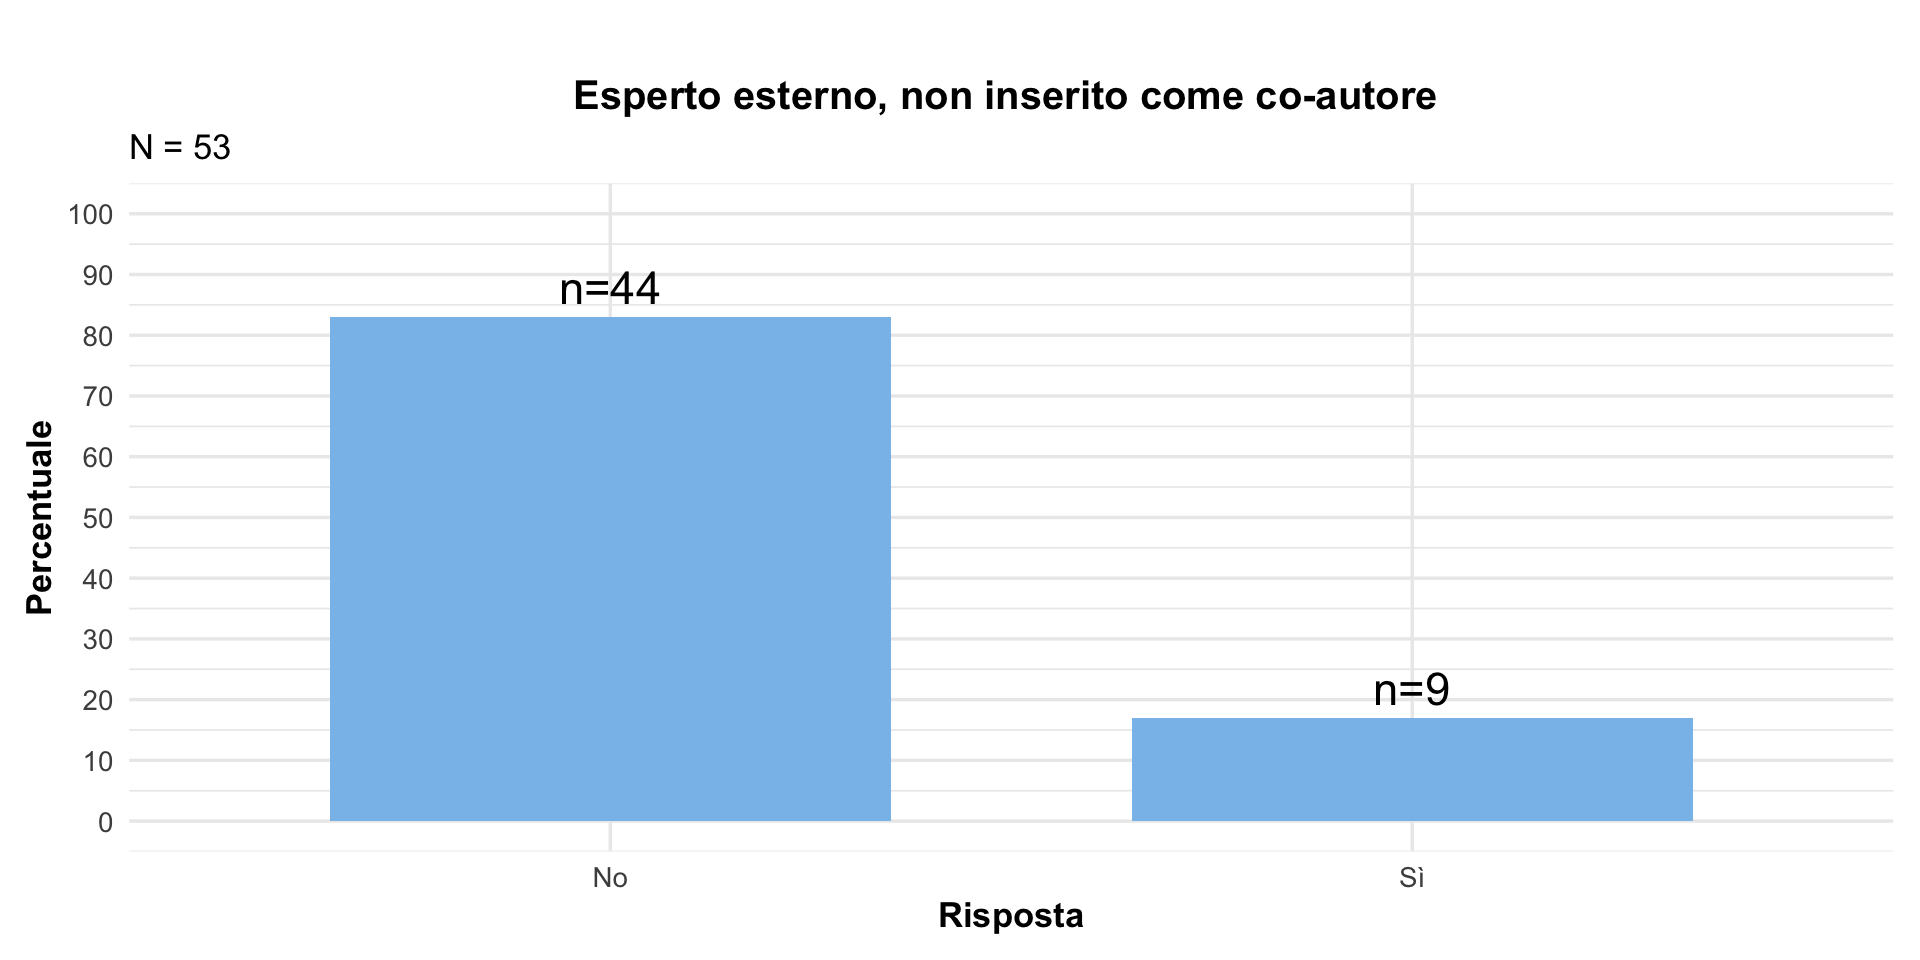 Esperto esterno, non inserito come co-autore
N = 53
100
90
80
70
60
50
40
30
20
10
0
Percentuale
n=44
n=9
No
Sì
Risposta